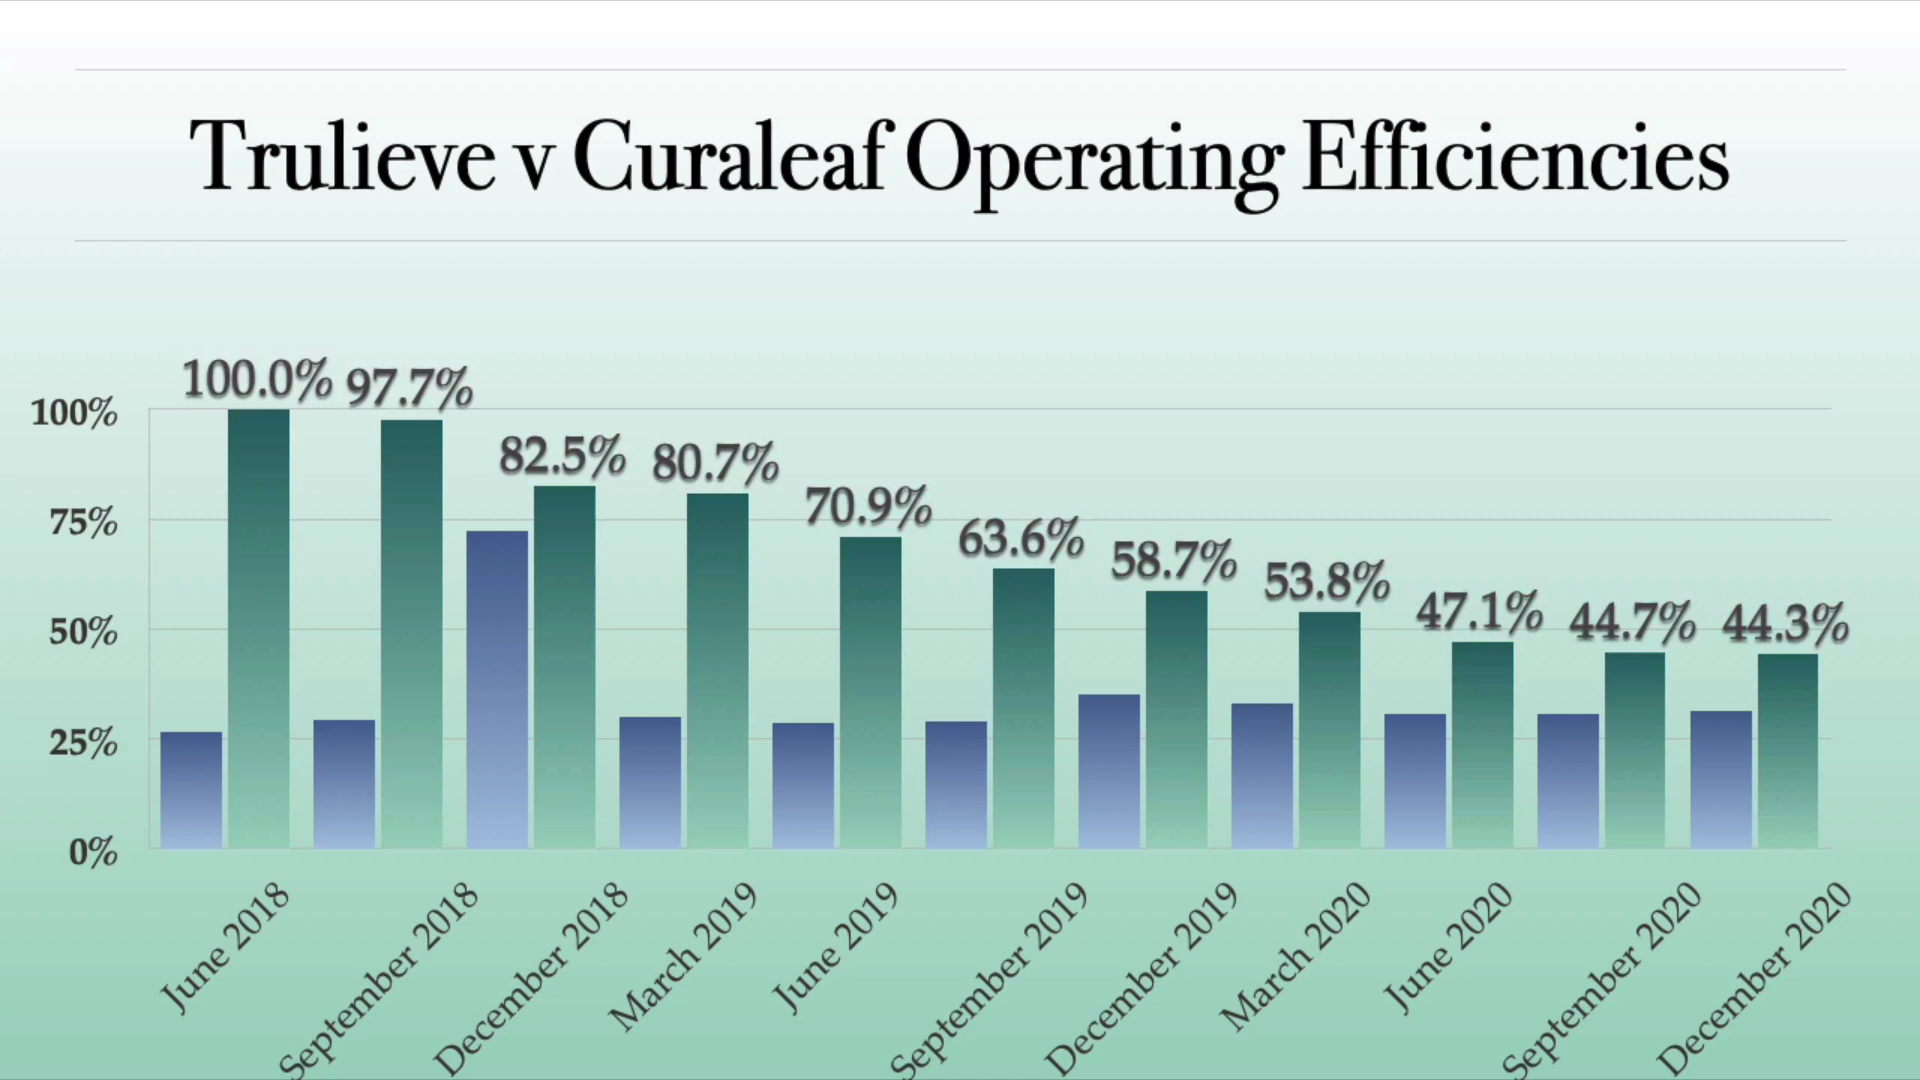 Trulieve v Curaleaf Operating Efficiencies
100.0%
97.7%
82.5%
80.7%
70.9%
63.6%
58.7%
53.8%
47.1%
44.7%
44.3%
100%
75%
50%
25%
0%
June 2018
September 2018
December 2018
March 2019
June 2019
September 2019
December 2019
March 2020
June 2020
September 2020
December 2020